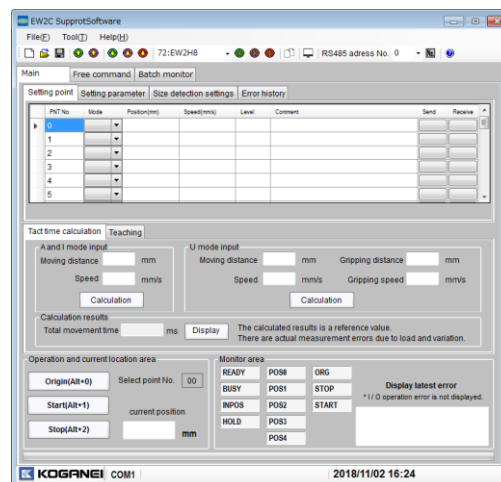 EW2C SupprotSoftware
File(F) Tool(T) Help(H)
72:EW2H8 RS485 adress No. 0
Main Free command Batch monitor
Setting point Setting parameter Size detection settings Error history
PNT No. Mode Position(mm) Speed(mm/s) Level Comment Send Receive
0
1
2
3
4
5
Tact time calculation Teaching
A and I mode input U mode input
Moving distance mm Moving distance mm Gripping distance mm
Speed mm/s Speed mm/s Gripping speed mm/s
Calculation Calculation
Calculation results
Total movement time ms Display The calculated results is a reference value.
There are actual measurement errors due to load and variation.
Operation and current location area Monitor area
Origin(Alt+0) Select point No. 00 READY POS0 ORG
BUSY POS1 STOP Display latest error
Start(Alt+1) INPOS POS2 START * I / O operation error is not displayed.
current position HOLD POS3
Stop(Alt+2) mm POS4
KOGANEI COM1 2018/11/02 16:24